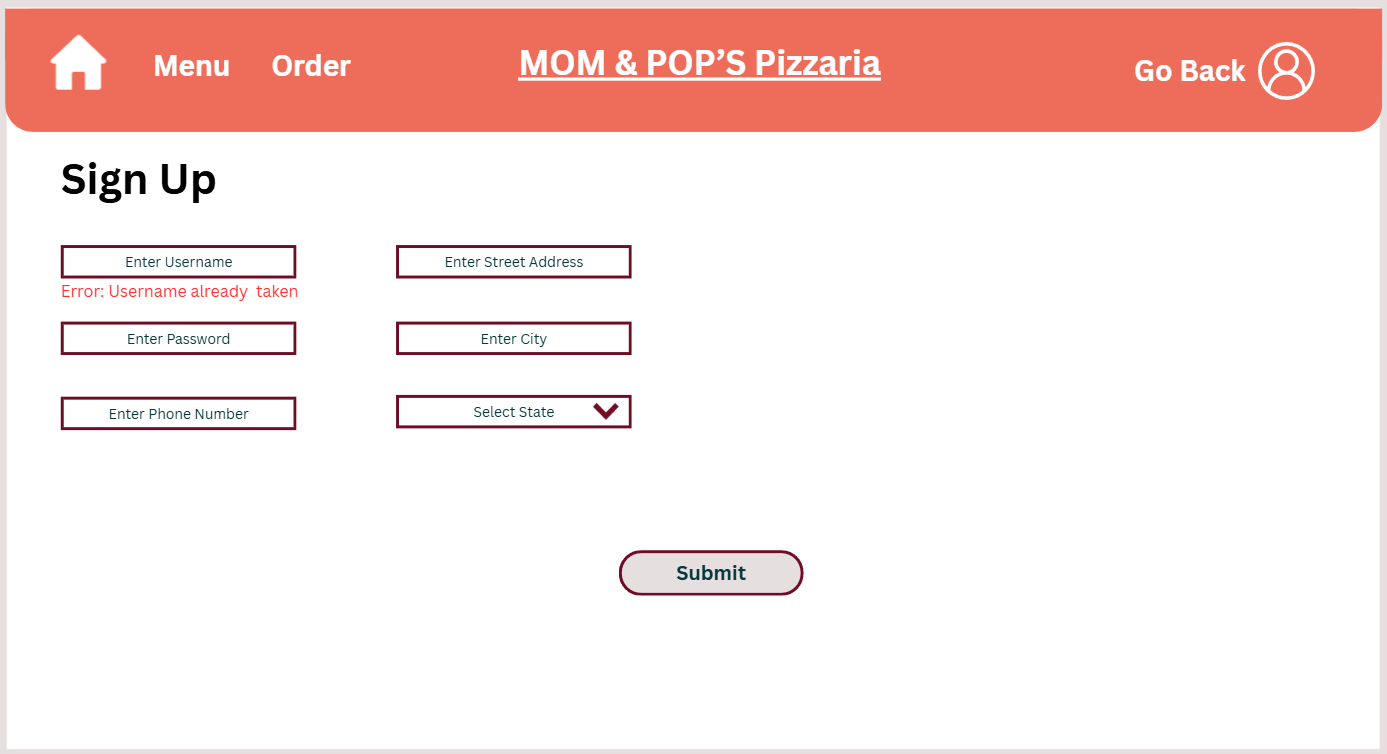 Menu
Order
MOM & POP’S Pizzaria
Go Back
Sign Up
Enter Username
Enter Street Address
Error: Username already  taken
Enter Password
Enter City
Enter Phone Number
Select State
Submit